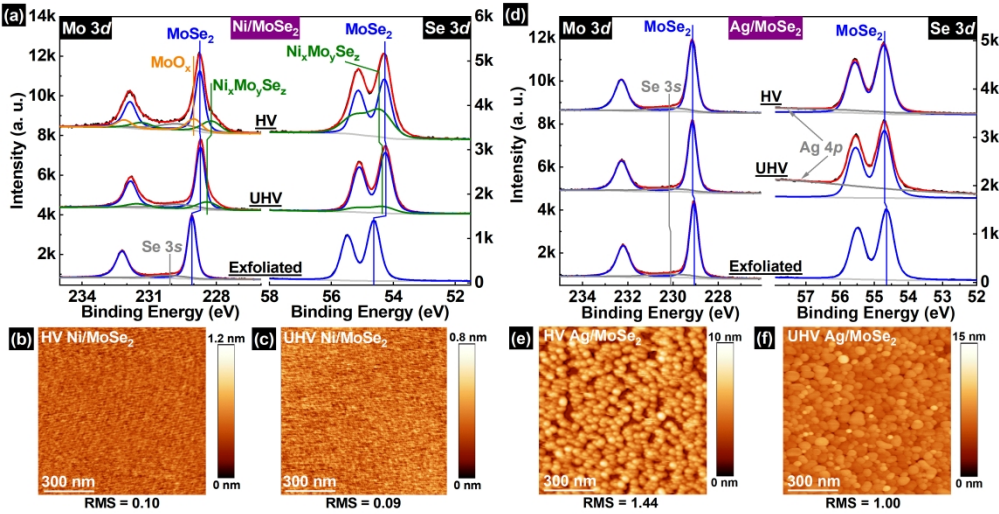 (a) Mo 3d Ni/MoSe2 Se 3d
MoSe2 MoSe2
MoOx NixMoySez
NixMoySez
HV
UHV
Se 3s
Exfoliated
Intensity (a. u.)
12k 10k 8k 6k 4k 2k
6k 5k 4k 3k 2k 1k 0
234 231 228 58 56 54 52
Binding Energy (eV) Binding Energy (eV)
(d) Mo 3d Ag/MoSe2 Se 3d
MoSe2 MoSe2
Se 3s
HV
Ag 4p
UHV
Exfoliated
Intensity (a. u.)
12k 10k 8k 6k 4k 2k
5k 4k 3k 2k 1k 0
234 232 230 228 57 56 55 54 53 52
Binding Energy (eV) Binding Energy (eV)
(b) HV Ni/MoSe2 1.2 nm
300 nm 0 nm
RMS = 0.10
(c) UHV Ni/MoSe2 0.8 nm
300 nm 0 nm
RMS = 0.09
(e) HV Ag/MoSe2 10 nm
300 nm 0 nm
RMS = 1.44
(f) UHV Ag/MoSe2 15 nm
300 nm 0 nm
RMS = 1.00